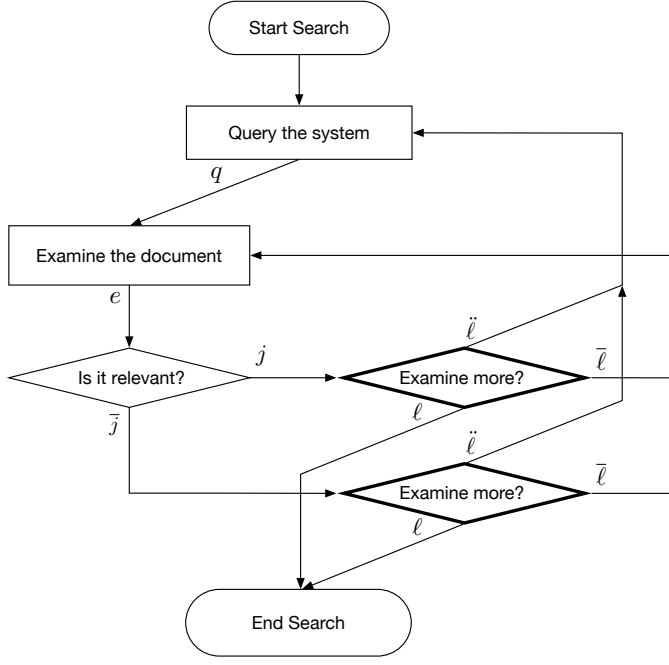 Start Search
Query the system
q
Examine the document
e
Is it relevant?
j
ℓ̈
Examine more?
ℓ̅
ℓ
j̅
ℓ̈
Examine more?
ℓ̅
ℓ
End Search